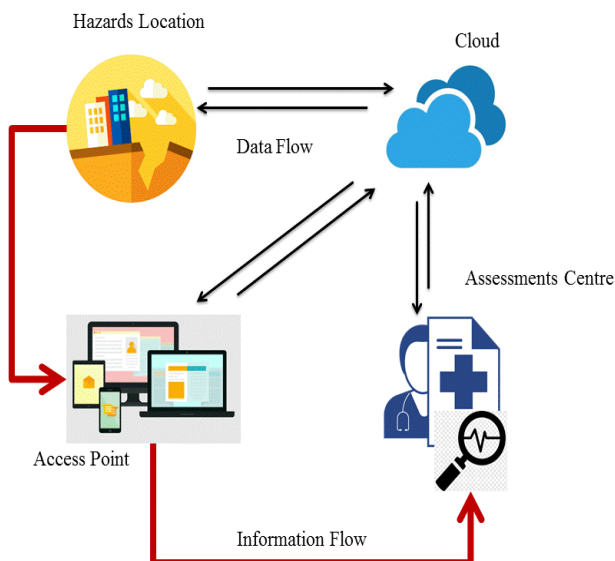 Hazards Location
Cloud
Data Flow
Assessments Centre
Access Point
Information Flow